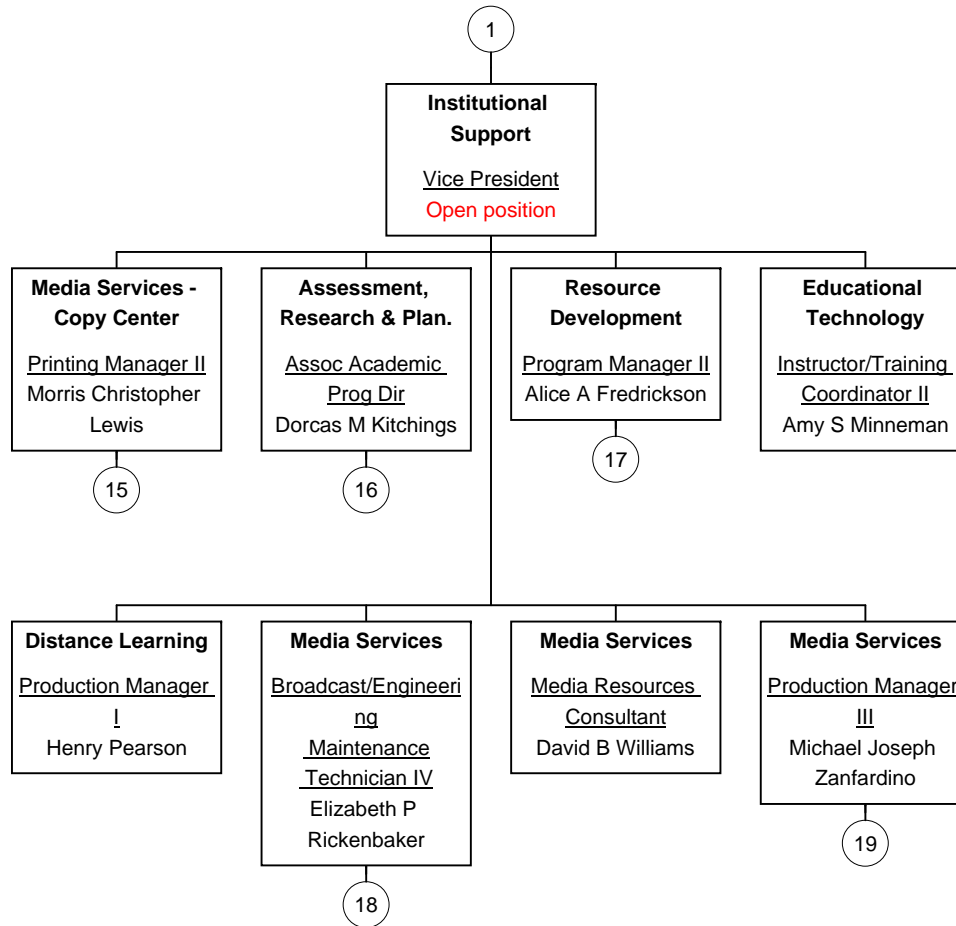 1
Institutional
Support
Vice President
Open position
Media Services -
Copy Center
Printing Manager II
Morris Christopher
Lewis
15
Assessment,
Research & Plan.
Assoc Academic
Prog Dir
Dorcas M Kitchings
16
Resource
Development
Program Manager II
Alice A Fredrickson
17
Educational
Technology
Instructor/Training
Coordinator II
Amy S Minneman
Distance Learning
Production Manager
I
Henry Pearson
Media Services
Broadcast/Engineeri
ng
Maintenance
Technician IV
Elizabeth P
Rickenbaker
18
Media Services
Media Resources
Consultant
David B Williams
Media Services
Production Manager
III
Michael Joseph
Zanfardino
19